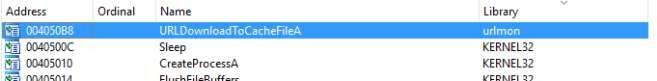 Address Ordinal Name Library
004050B8 URLDownloadToCacheFileA urlmon
0040500C Sleep KERNEL32
00405010 CreateProcessA KERNEL32
00405014 FlushFileBuffers KERNEL32